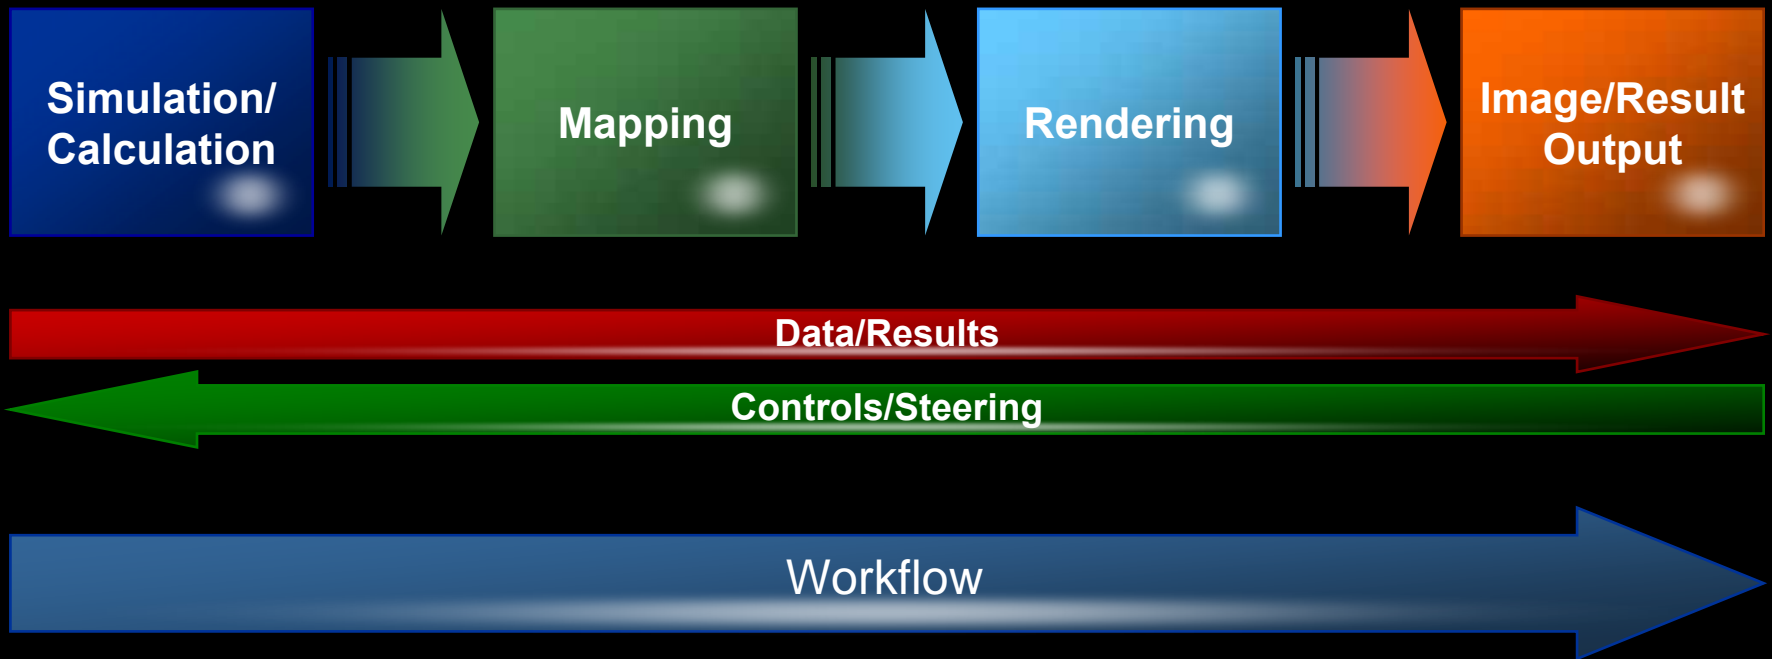 Simulation/
Calculation
Mapping
Rendering
Image/Result
Output
Data/Results
Controls/Steering
Workflow